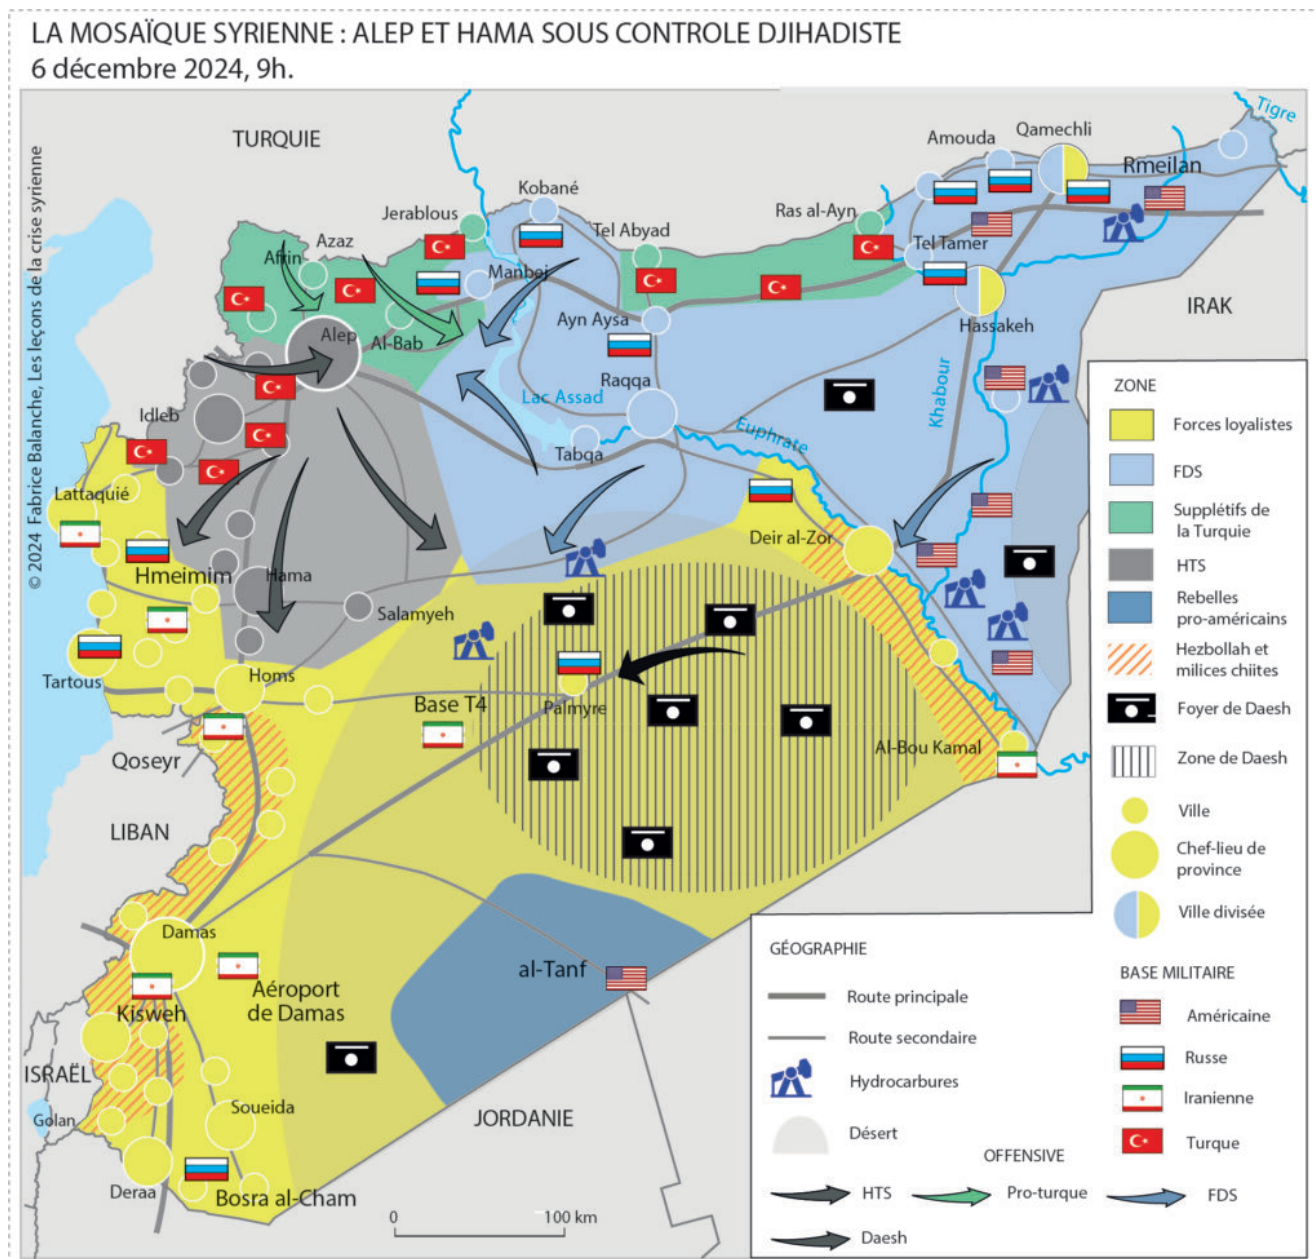 LA MOSAÏQUE SYRIENNE : ALEP ET HAMA SOUS CONTROLE DJIHADISTE
6 décembre 2024, 9h.
© 2024 Fabrice Balanche, Les leçons de la crise syrienne
TURQUIE
Tigre
Qamechli
Amouda
Rmeilan
Kobané
Jerablous
Azaz
Afrin
Tel Abyad
Ras al-Ayn
Tel Tamer
Manbej
IRAK
Alep
Al-Bab
Ayn Aysa
Hassakeh
Raqqa
Lac Assad
Khabour
Idleb
Euphrate
Tabqa
Lattaquié
Deir al-Zor
Hmeimim
Hama
Salamyeh
Tartous
Homs
Base T4
Palmyre
Al-Bou Kamal
Qoseyr
LIBAN
Damas
al-Tanf
Aéroport
de Damas
Kisweh
ISRAËL
Golan
Soueida
JORDANIE
Deraa
Bosra al-Cham
0
100 km
ZONE
Forces loyalistes
FDS
Supplétifs de
la Turquie
HTS
Rebelles
pro-américains
Hezbollah et
milices chiites
Foyer de Daesh
Zone de Daesh
Ville
Chef-lieu de
province
Ville divisée
GÉOGRAPHIE
Route principale
Route secondaire
Hydrocarbures
Désert
BASE MILITAIRE
Américaine
Russe
Iranienne
Turque
OFFENSIVE
HTS
Pro-turque
FDS
Daesh